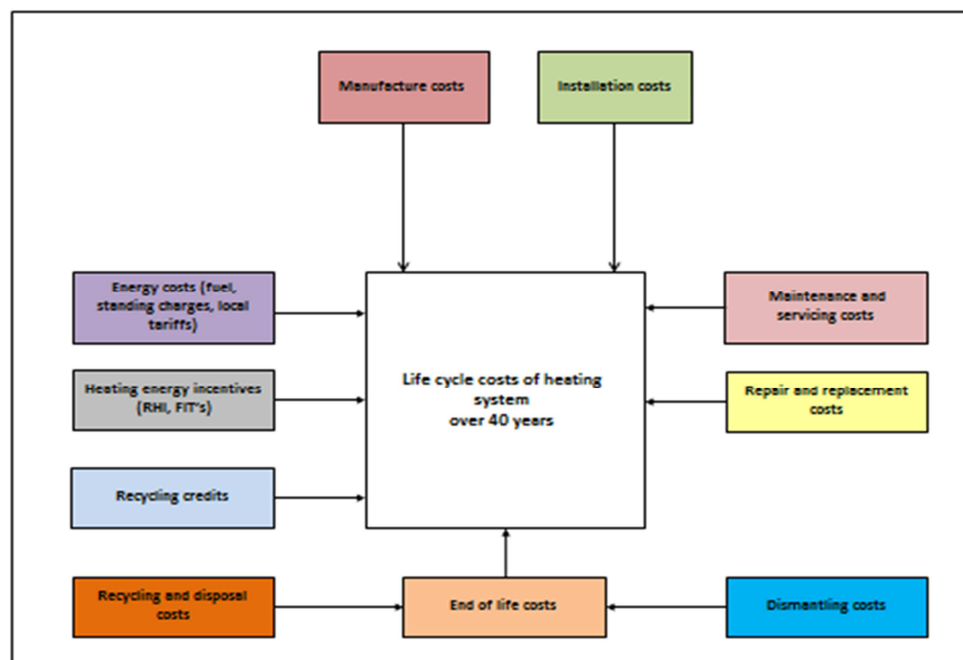 Manufacture costs
Installation costs
Energy costs (fuel,
standing charges, local
tariffs)
Maintenance and
servicing costs
Heating energy incentives
(RHI, FIT's)
Life cycle costs of heating
system
over 40 years
Repair and replacement
costs
Recycling credits
Recycling and disposal
costs
End of life costs
Dismantling costs